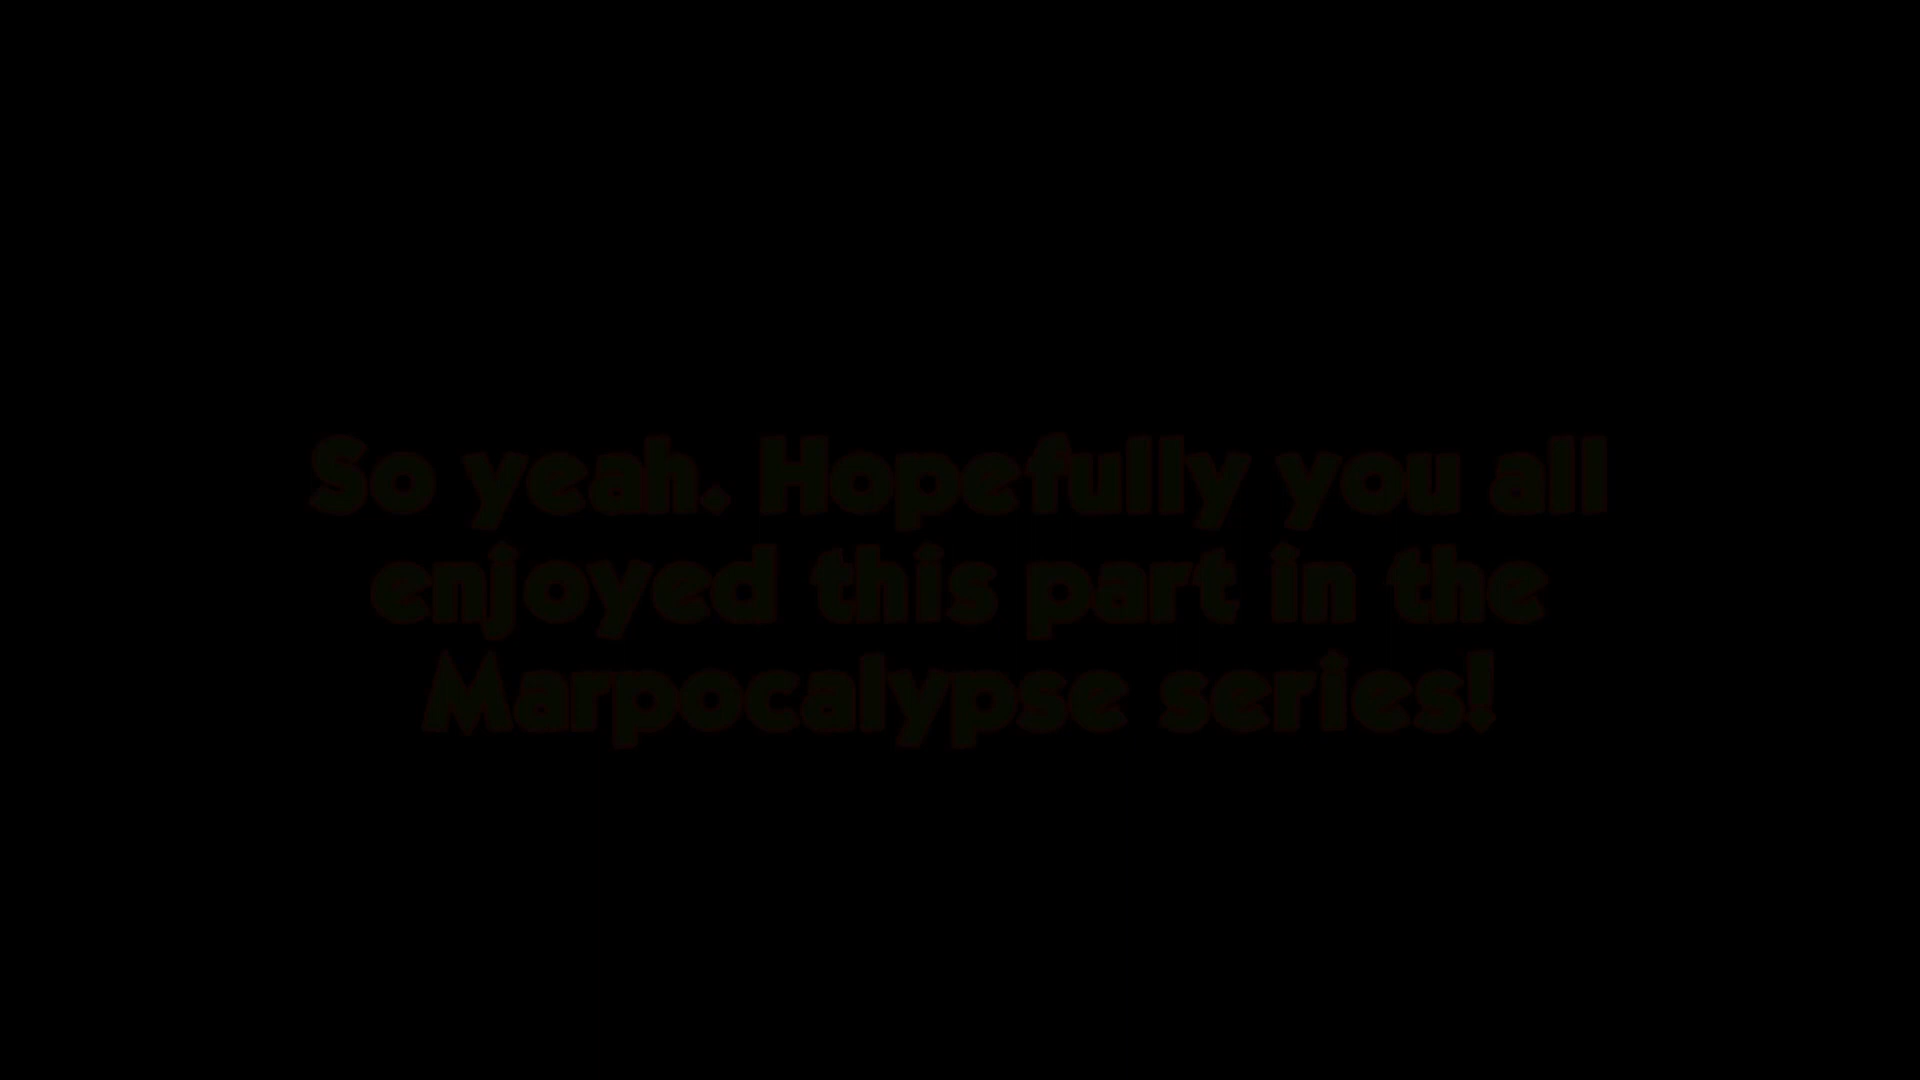 So yeah. Hopefully you all
enjoyed this part in the
Marpocalypse series!